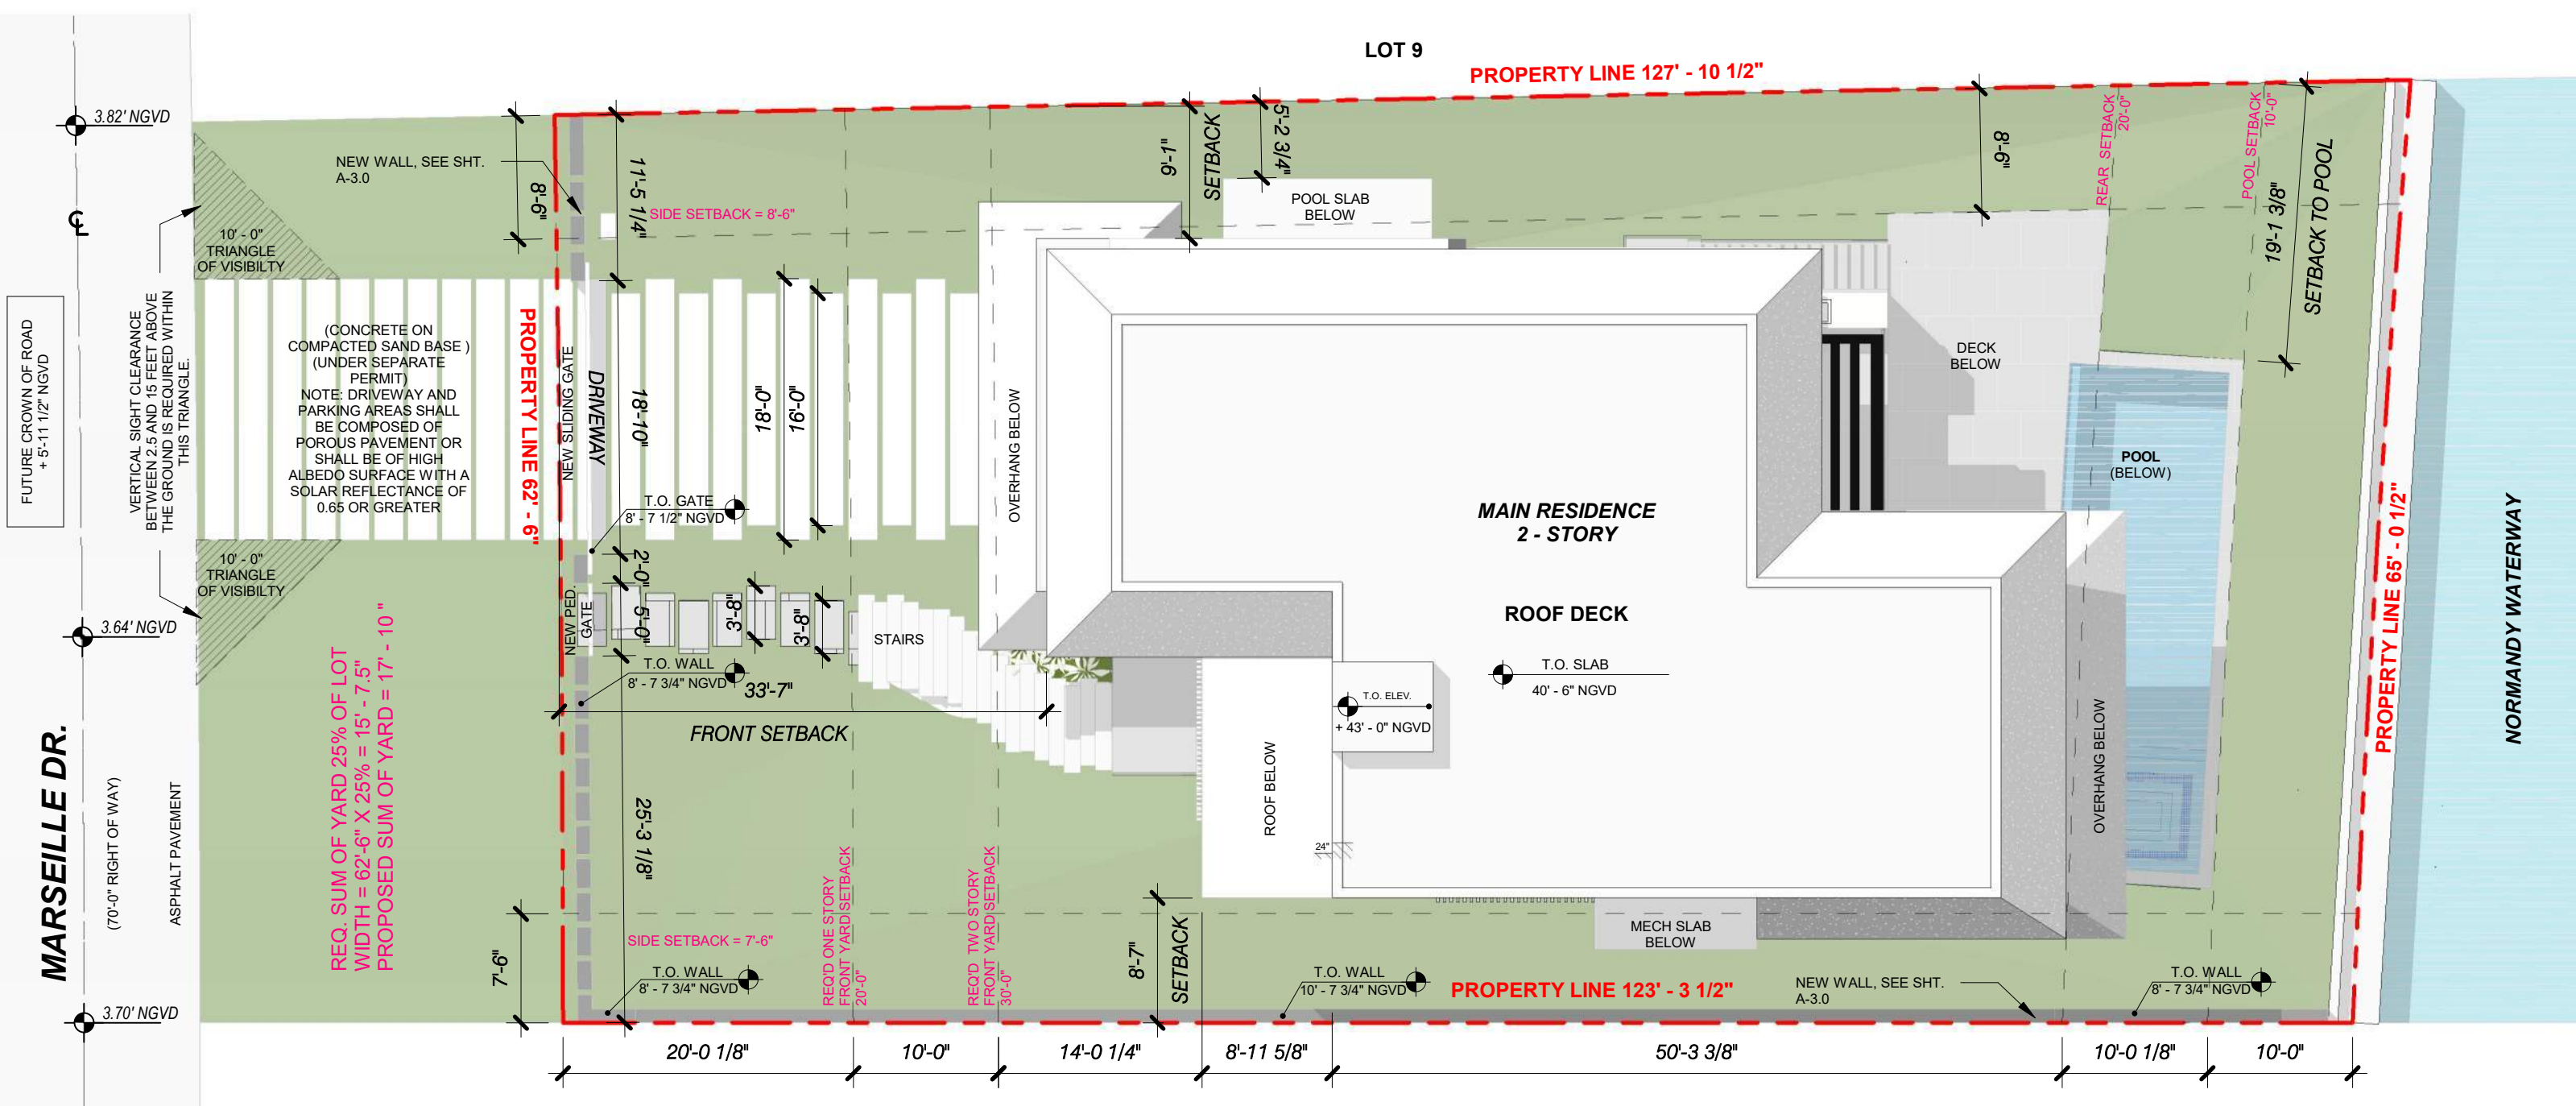 LOT 9
PROPERTY LINE 127' - 10 1/2"
3.82' NGVD
NEW WALL, SEE SHT.
A-3.0
8'-6"
11'-5 1/4"
SIDE SETBACK = 8'-6"
9'-1"
SETBACK
5'-2 3/4"
POOL SLAB
BELOW
8'-6"
REAR SETBACK
20'-0"
POOL SETBACK
10'-0"
19'-1 3/8"
SETBACK TO POOL
10' - 0"
TRIANGLE
OF VISIBILTY
FUTURE CROWN OF ROAD
+ 5'-11 1/2" NGVD
VERTICAL SIGHT CLEARANCE
BETWEEN 2.5 AND 15 FEET ABOVE
THE GROUND IS REQUIRED WITHIN
THIS TRIANGLE.
(CONCRETE ON
COMPACTED SAND BASE )
(UNDER SEPARATE
PERMIT)
NOTE: DRIVEWAY AND
PARKING AREAS SHALL
BE COMPOSED OF
POROUS PAVEMENT OR
SHALL BE OF HIGH
ALBEDO SURFACE WITH A
SOLAR REFLECTANCE OF
0.65 OR GREATER
PROPERTY LINE 62' - 6"
NEW SLIDING GATE
DRIVEWAY
18'-10"
18'-0"
16'-0"
OVERHANG BELOW
DECK
BELOW
POOL
(BELOW)
MAIN RESIDENCE
2 - STORY
ROOF DECK
T.O. SLAB
40' - 6" NGVD
T.O. GATE
8' - 7 1/2" NGVD
10' - 0"
TRIANGLE
OF VISIBILTY
3.64' NGVD
2'-0"
5'-0"
3'-8"
3'-8"
NEW PED.
GATE
STAIRS
T.O. WALL
8' - 7 3/4" NGVD
33'-7"
FRONT SETBACK
T.O. ELEV.
+ 43' - 0" NGVD
ROOF BELOW
24"
OVERHANG BELOW
PROPERTY LINE 65' - 0 1/2"
NORMANDY WATERWAY
MARSEILLE DR.
(70'-0" RIGHT OF WAY)
ASPHALT PAVEMENT
REQ. SUM OF YARD 25% OF LOT
WIDTH = 62'-6" X 25% = 15' - 7.5"
PROPOSED SUM OF YARD = 17' - 10 "
25'-3 1/8"
7'-6"
SIDE SETBACK = 7'-6"
T.O. WALL
8' - 7 3/4" NGVD
REQ'D ONE STORY
FRONT YARD SETBACK
20'-0"
REQ'D TWO STORY
FRONT YARD SETBACK
30'-0"
8'-7"
SETBACK
MECH SLAB
BELOW
T.O. WALL
10' - 7 3/4" NGVD
PROPERTY LINE 123' - 3 1/2"
NEW WALL, SEE SHT.
A-3.0
T.O. WALL
8' - 7 3/4" NGVD
3.70' NGVD
20'-0 1/8"
10'-0"
14'-0 1/4"
8'-11 5/8"
50'-3 3/8"
10'-0 1/8"
10'-0"